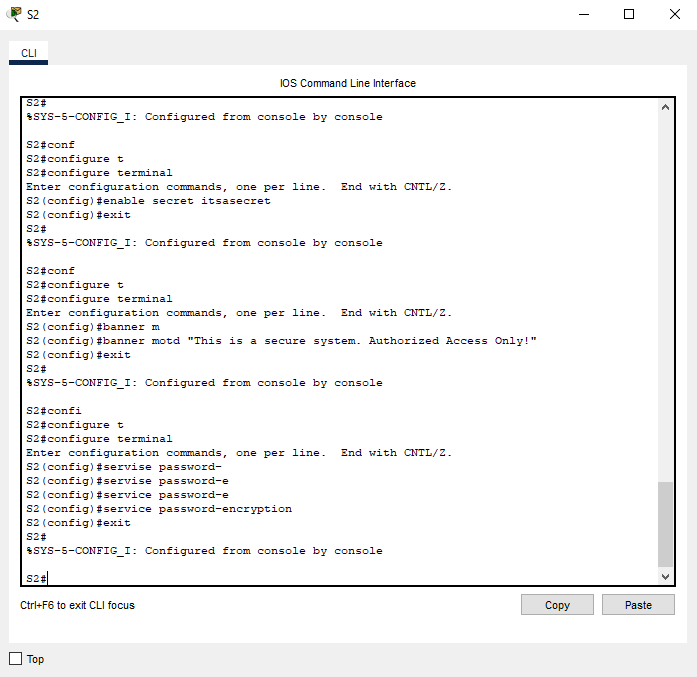 S2
CLI
IOS Command Line Interface
S2#
%SYS-5-CONFIG_I: Configured from console by console
S2#conf
S2#configure t
S2#configure terminal
Enter configuration commands, one per line.  End with CNTL/Z.
S2(config)#enable secret itsasecret
S2(config)#exit
S2#
%SYS-5-CONFIG_I: Configured from console by console
S2#conf
S2#configure t
S2#configure terminal
Enter configuration commands, one per line.  End with CNTL/Z.
S2(config)#banner m
S2(config)#banner motd "This is a secure system. Authorized Access Only!"
S2(config)#exit
S2#
%SYS-5-CONFIG_I: Configured from console by console
S2#confi
S2#configure t
S2#configure terminal
Enter configuration commands, one per line.  End with CNTL/Z.
S2(config)#servise password-
S2(config)#servise password-e
S2(config)#service password-e
S2(config)#service password-encryption
S2(config)#exit
S2#
%SYS-5-CONFIG_I: Configured from console by console
S2#
Ctrl+F6 to exit CLI focus
Copy
Paste
Top